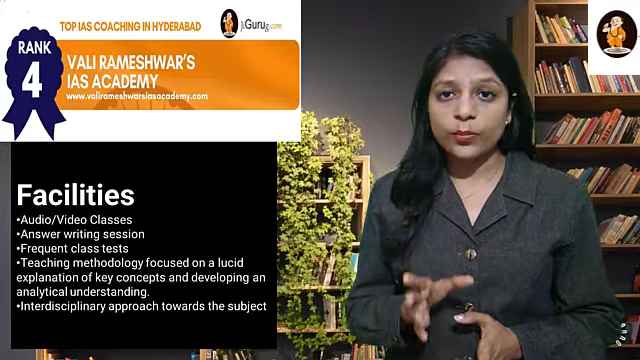 TOP IAS COACHING IN HYDERABAD
JiGuruG.com
RANK
4
VALI RAMESHWAR'S
IAS ACADEMY
www.valirameshwarsiasacademy.com
Facilities
•Audio/Video Classes
•Answer writing session
•Frequent class tests
•Teaching methodology focused on a lucid
explanation of key concepts and developing an
analytical understanding.
•Interdisciplinary approach towards the subject